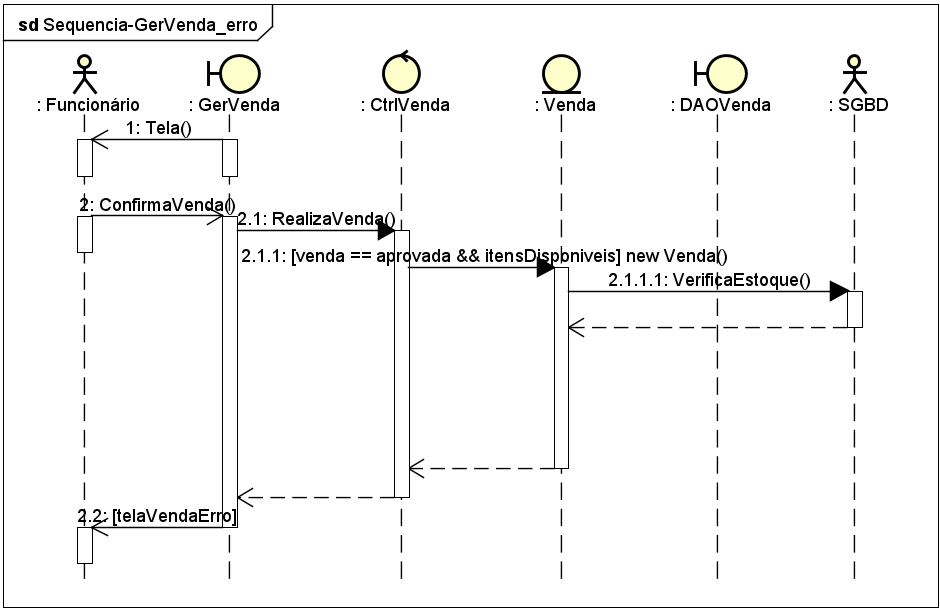 sd Sequencia-GerVenda_erro
: Funcionário
: GerVenda
: CtrlVenda
: Venda
: DAOVenda
: SGBD
1: Tela()
2: ConfirmaVenda()
2.1: RealizaVenda()
2.1.1: [venda == aprovada && itensDisponiveis] new Venda()
2.1.1.1: VerificaEstoque()
2.2: [telaVendaErro]